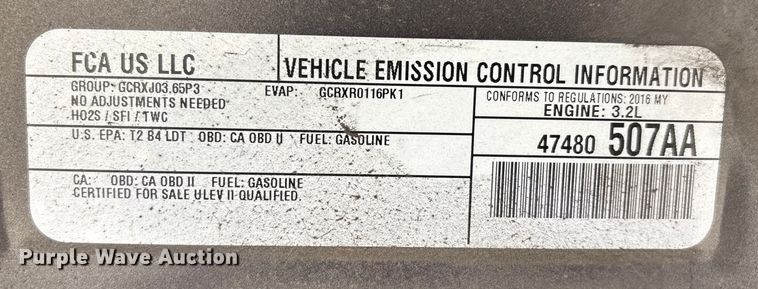 FCA US LLC
VEHICLE EMISSION CONTROL INFORMATION
GROUP: GCRXJ03.65P3 EVAP: GCRXR0116PK1
NO ADJUSTMENTS NEEDED
HO2S / SFI / TWC
CONFORMS TO REGULATIONS: 2016 MY
ENGINE: 3.2L
U.S. EPA: T2 B4 LDT OBD: CA OBD II FUEL: GASOLINE
47480 507AA
CA: OBD: CA OBD II FUEL: GASOLINE
CERTIFIED FOR SALE ULEV II QUALIFIED.
Purple Wave Auction